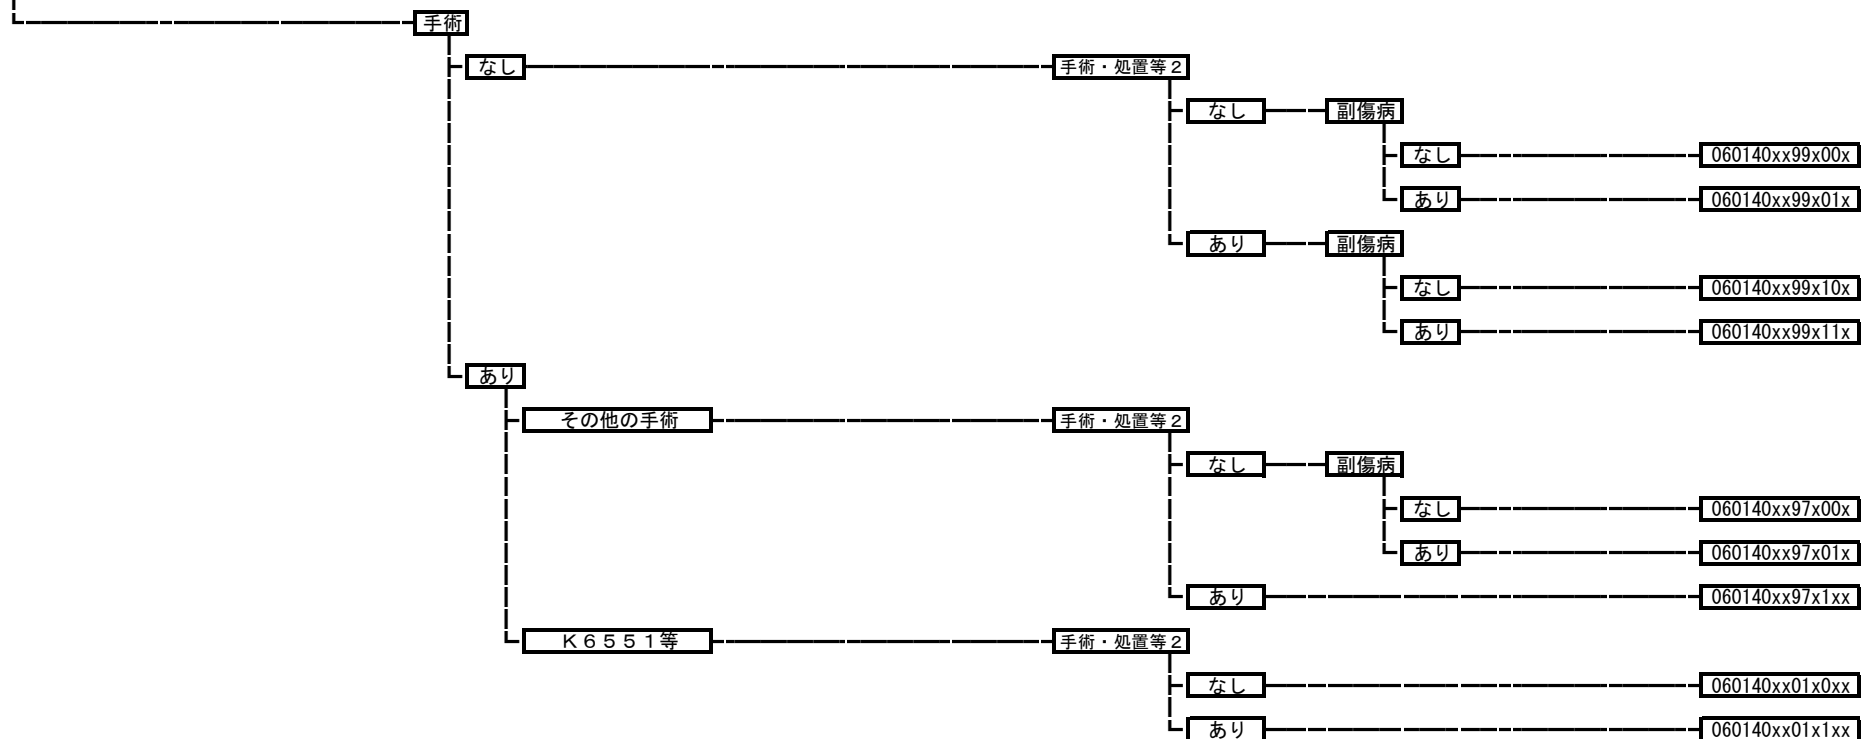 手術
なし 手術・処置等２
なし 副傷病
なし 060140xx99x00x
あり 060140xx99x01x
あり 副傷病
なし 060140xx99x10x
あり 060140xx99x11x
あり
その他の手術 手術・処置等２
なし 副傷病
なし 060140xx97x00x
あり 060140xx97x01x
あり 060140xx97x1xx
Ｋ６５５１等 手術・処置等２
なし 060140xx01x0xx
あり 060140xx01x1xx